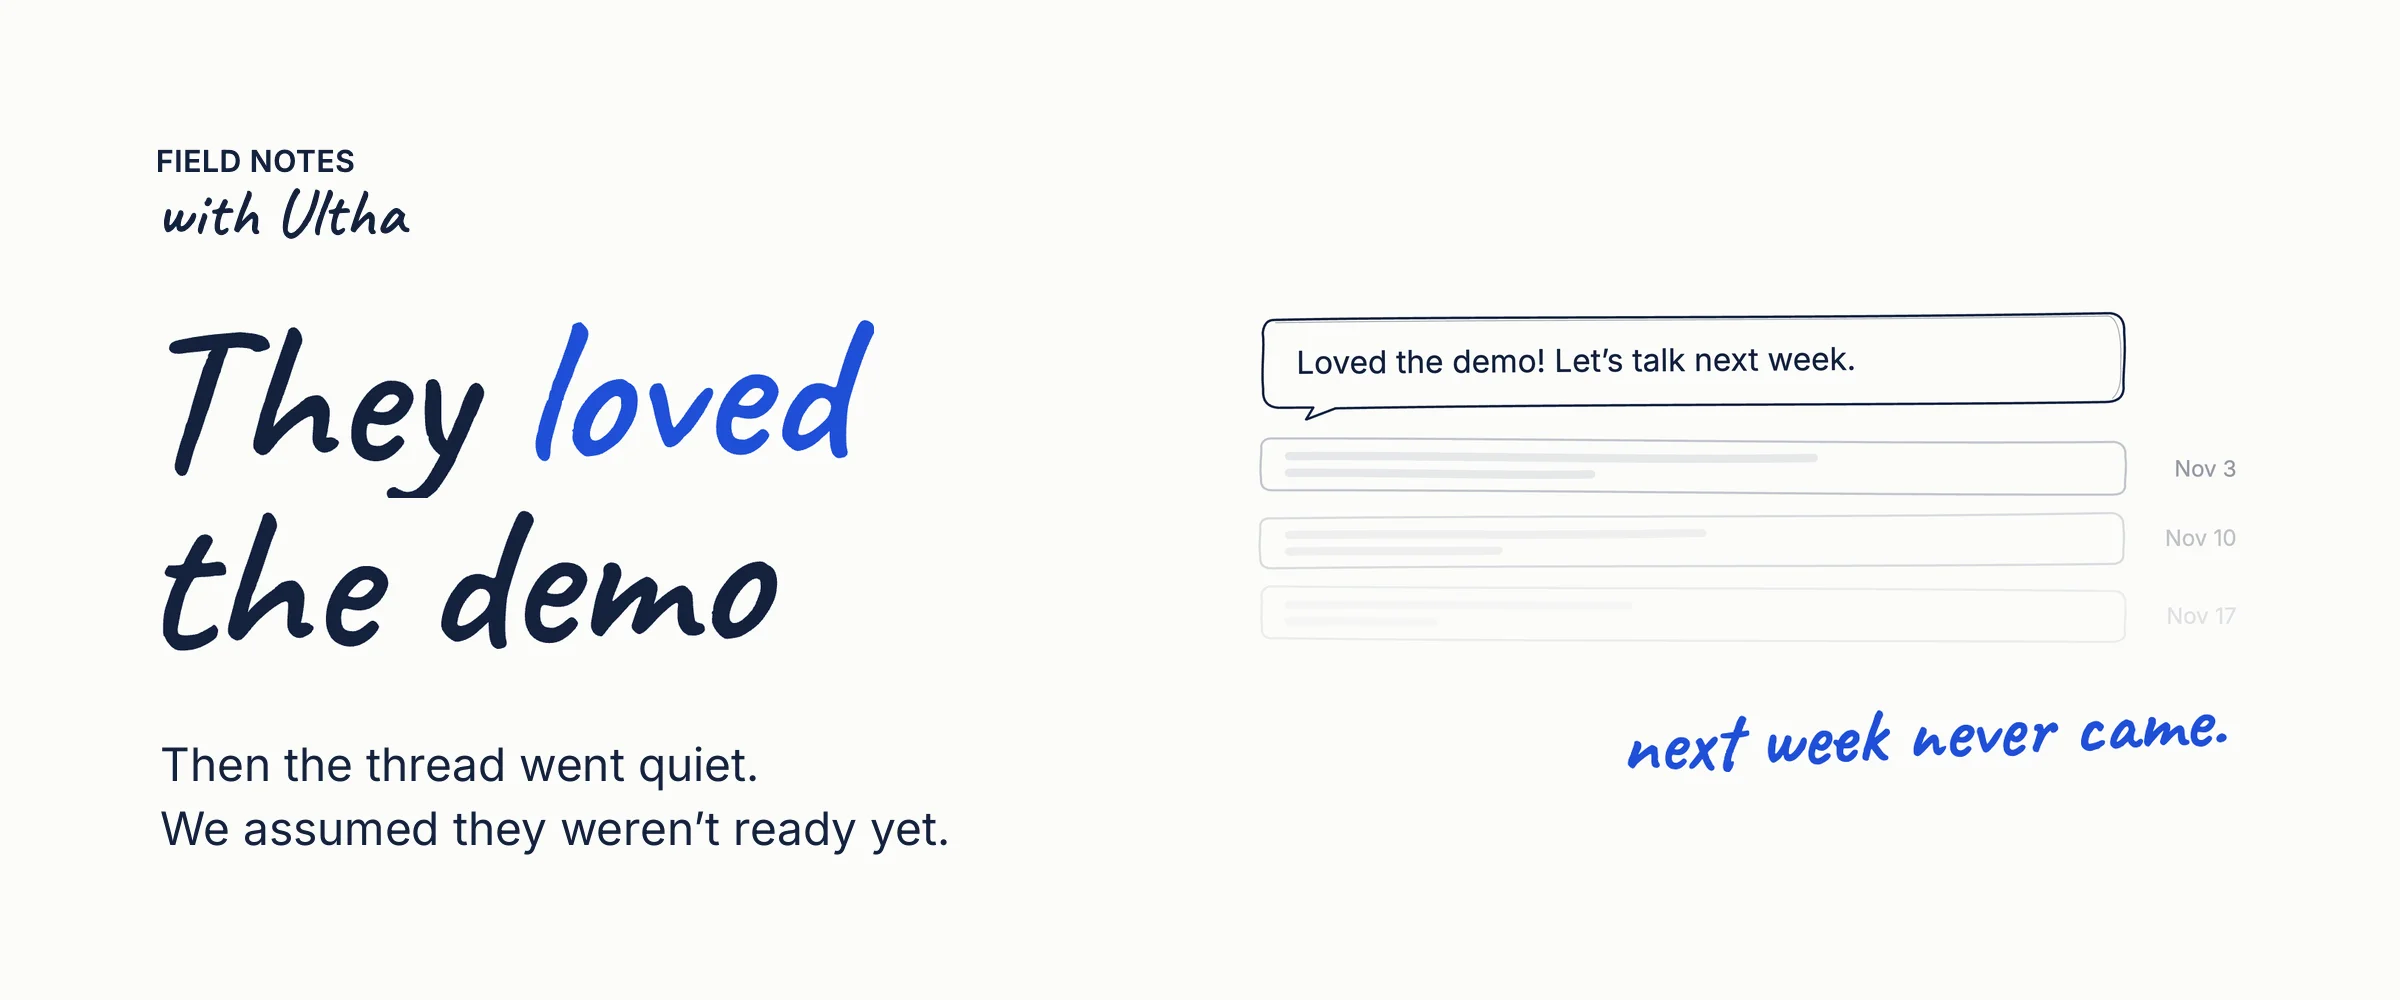 FIELD NOTES
with Ultha
They loved
the demo
Then the thread went quiet.
We assumed they weren’t ready yet.
Loved the demo! Let’s talk next week.
Nov 3
Nov 10
Nov 17
next week never came.